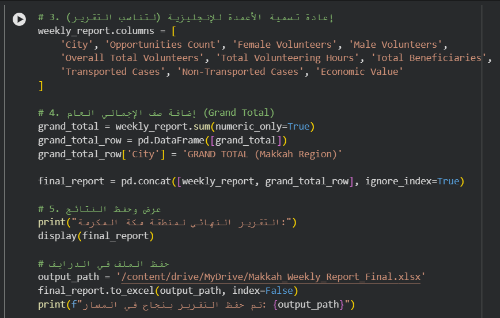 # 3. إعادة تسمية الأعمدة للإنجليزية (لتناسب التقرير)
weekly_report.columns = [
'City', 'Opportunities Count', 'Female Volunteers', 'Male Volunteers',
'Overall Total Volunteers', 'Total Volunteering Hours', 'Total Beneficiaries',
'Transported Cases', 'Non-Transported Cases', 'Economic Value'
]
# 4. إضافة صف الإجمالي العام (Grand Total)
grand_total = weekly_report.sum(numeric_only=True)
grand_total_row = pd.DataFrame([grand_total])
grand_total_row['City'] = 'GRAND TOTAL (Makkah Region)'
final_report = pd.concat([weekly_report, grand_total_row], ignore_index=True)
# 5. عرض وحفظ النتائج
print("التقرير النهائي لمنطقة مكة المكرمة:")
display(final_report)
# حفظ الملف في الدرايف
output_path = '/content/drive/MyDrive/Makkah_Weekly_Report_Final.xlsx'
final_report.to_excel(output_path, index=False)
print(f"تم حفظ التقرير بنجاح في المسار: {output_path}")